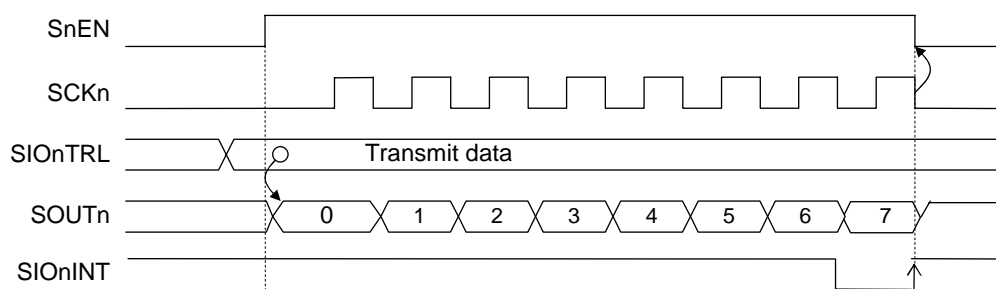 SnEN
SCKn
SIOnTRL
Transmit data
SOUTn
0 1 2 3 4 5 6 7
SIOnINT